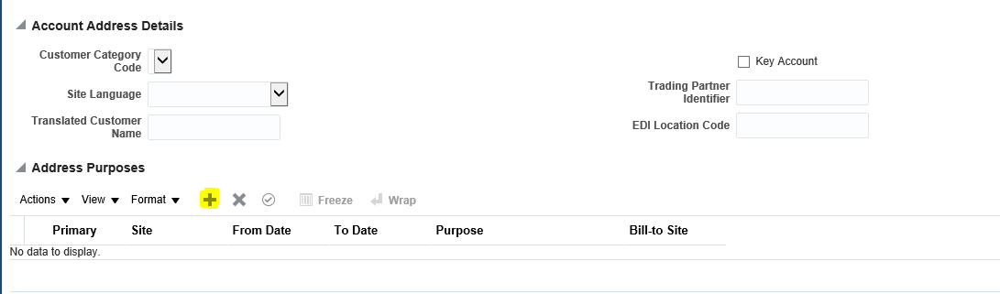 Account Address Details
Customer Category
Code
Key Account
Site Language
Trading Partner
Identifier
Translated Customer
Name
EDI Location Code
Address Purposes
Actions View Format Freeze Wrap
Primary Site From Date To Date Purpose Bill-to Site
No data to display.